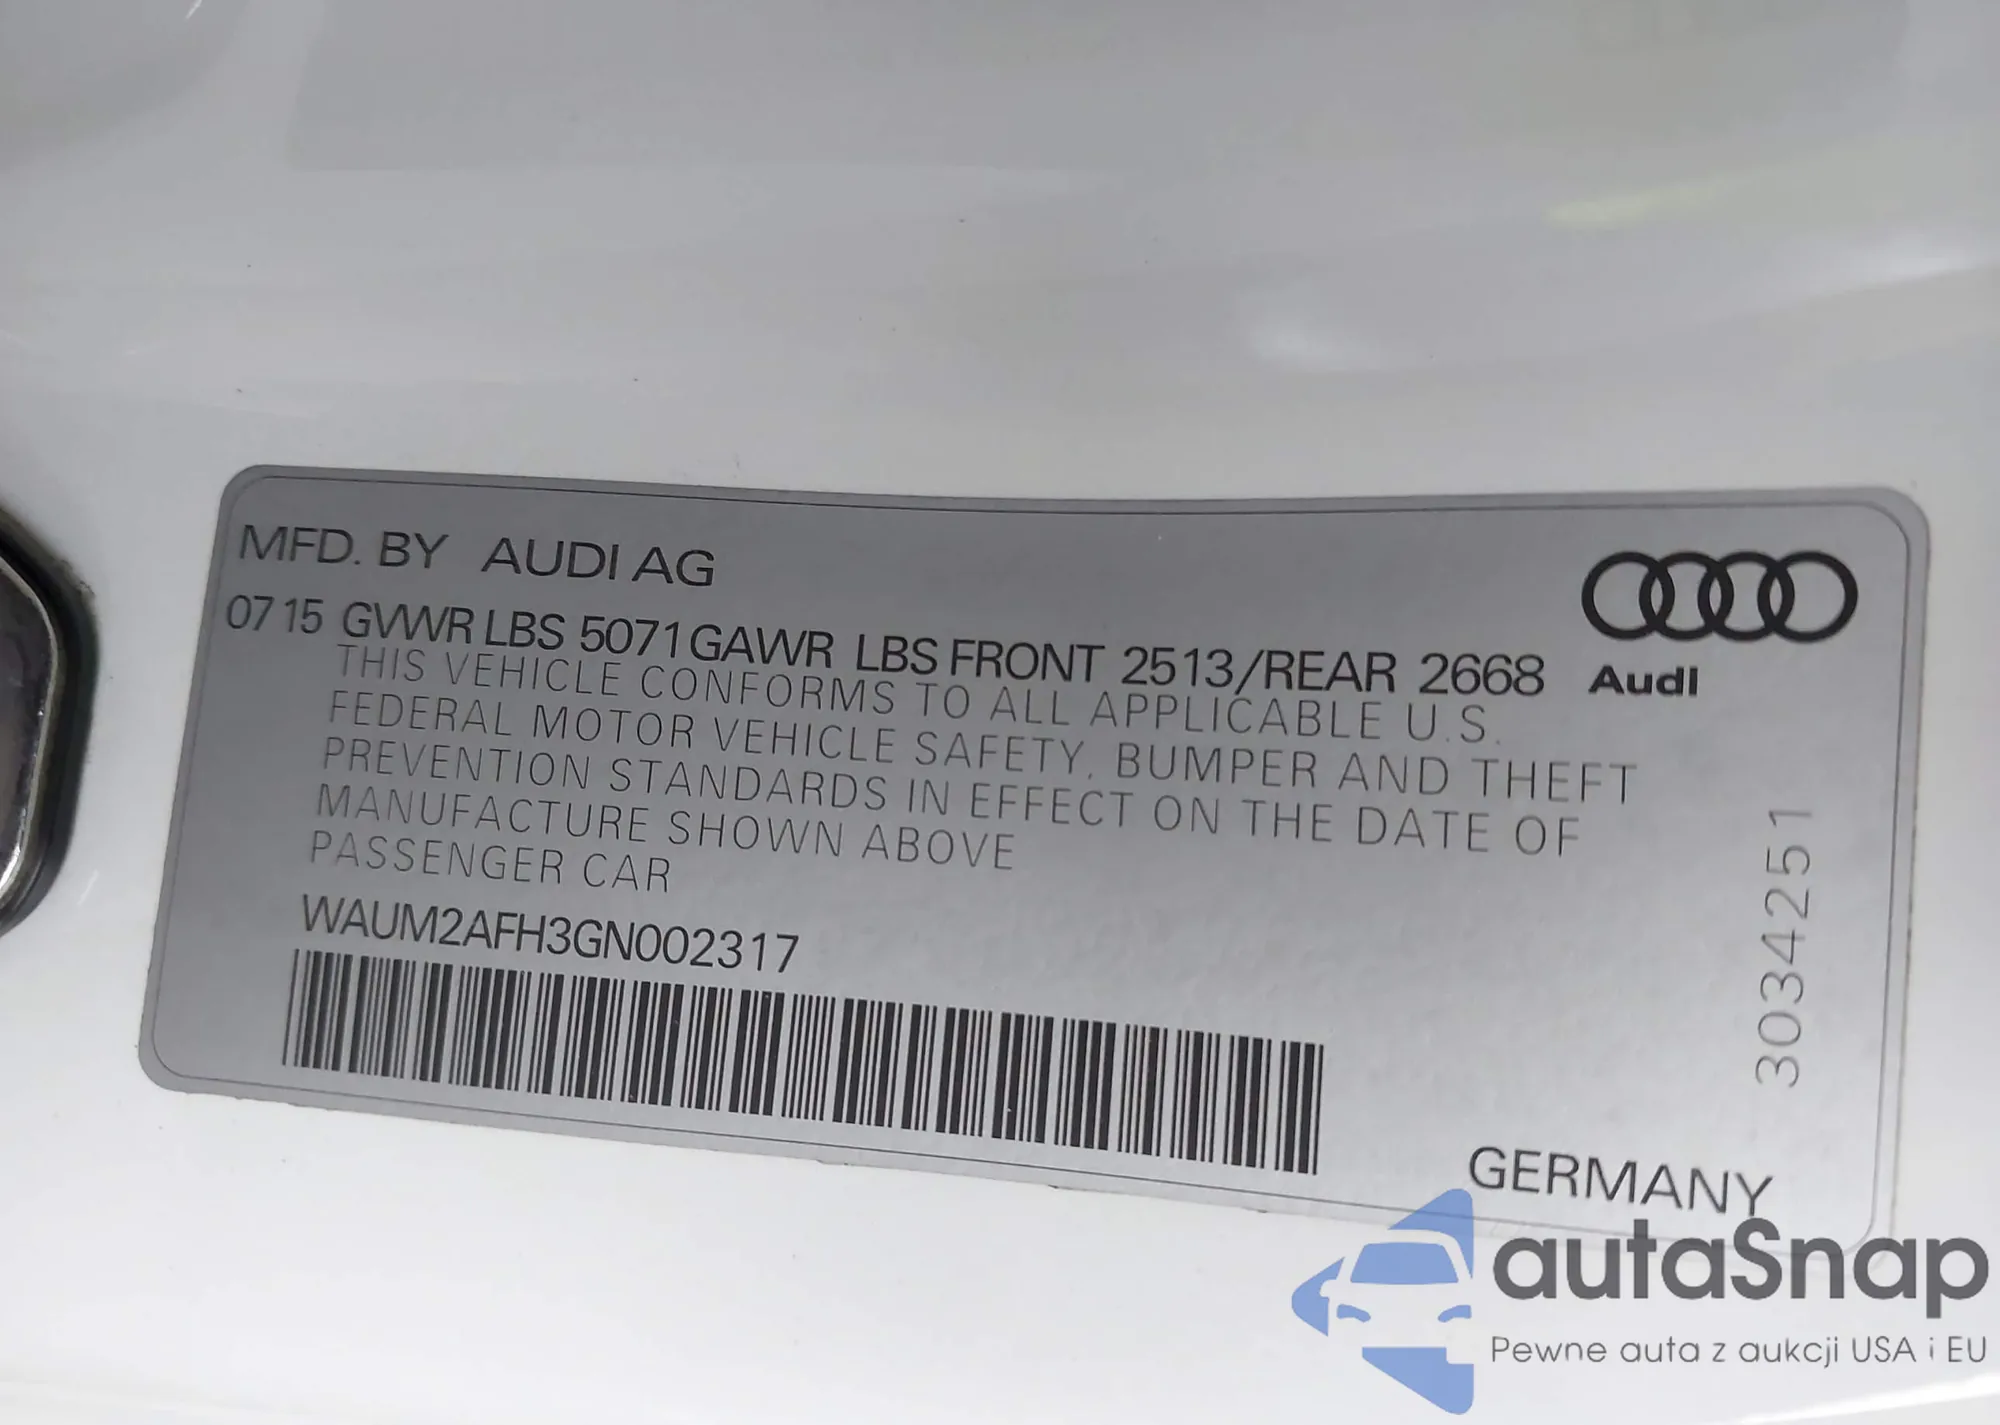 MFD. BY AUDI AG
07 15 GVWR LBS 5071 GAWR LBS FRONT 2513/REAR 2668
Audi
THIS VEHICLE CONFORMS TO ALL APPLICABLE U.S.
FEDERAL MOTOR VEHICLE SAFETY, BUMPER AND THEFT
PREVENTION STANDARDS IN EFFECT ON THE DATE OF
MANUFACTURE SHOWN ABOVE
PASSENGER CAR
WAUM2AFH3GN002317
3034251
GERMANY
autaSnap
Pewne auta z aukcji USA i EU